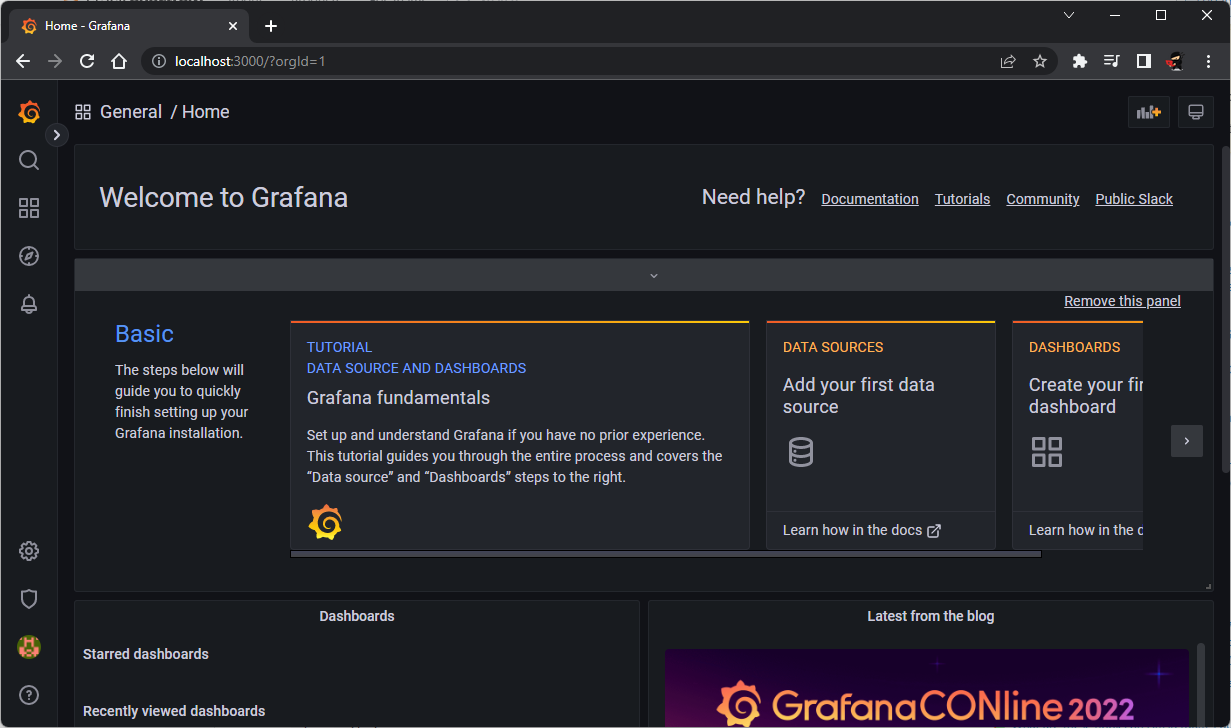 Home - Grafana
localhost:3000/?orgId=1
General / Home
Welcome to Grafana
Need help? Documentation Tutorials Community Public Slack
Remove this panel
Basic
The steps below will
guide you to quickly
finish setting up your
Grafana installation.
TUTORIAL
DATA SOURCE AND DASHBOARDS
Grafana fundamentals
Set up and understand Grafana if you have no prior experience.
This tutorial guides you through the entire process and covers the
“Data source” and “Dashboards” steps to the right.
DATA SOURCES
Add your first data
source
Learn how in the docs
DASHBOARDS
Create your fir
dashboard
Learn how in the d
Dashboards
Starred dashboards
Recently viewed dashboards
Latest from the blog
GrafanaCONline 2022